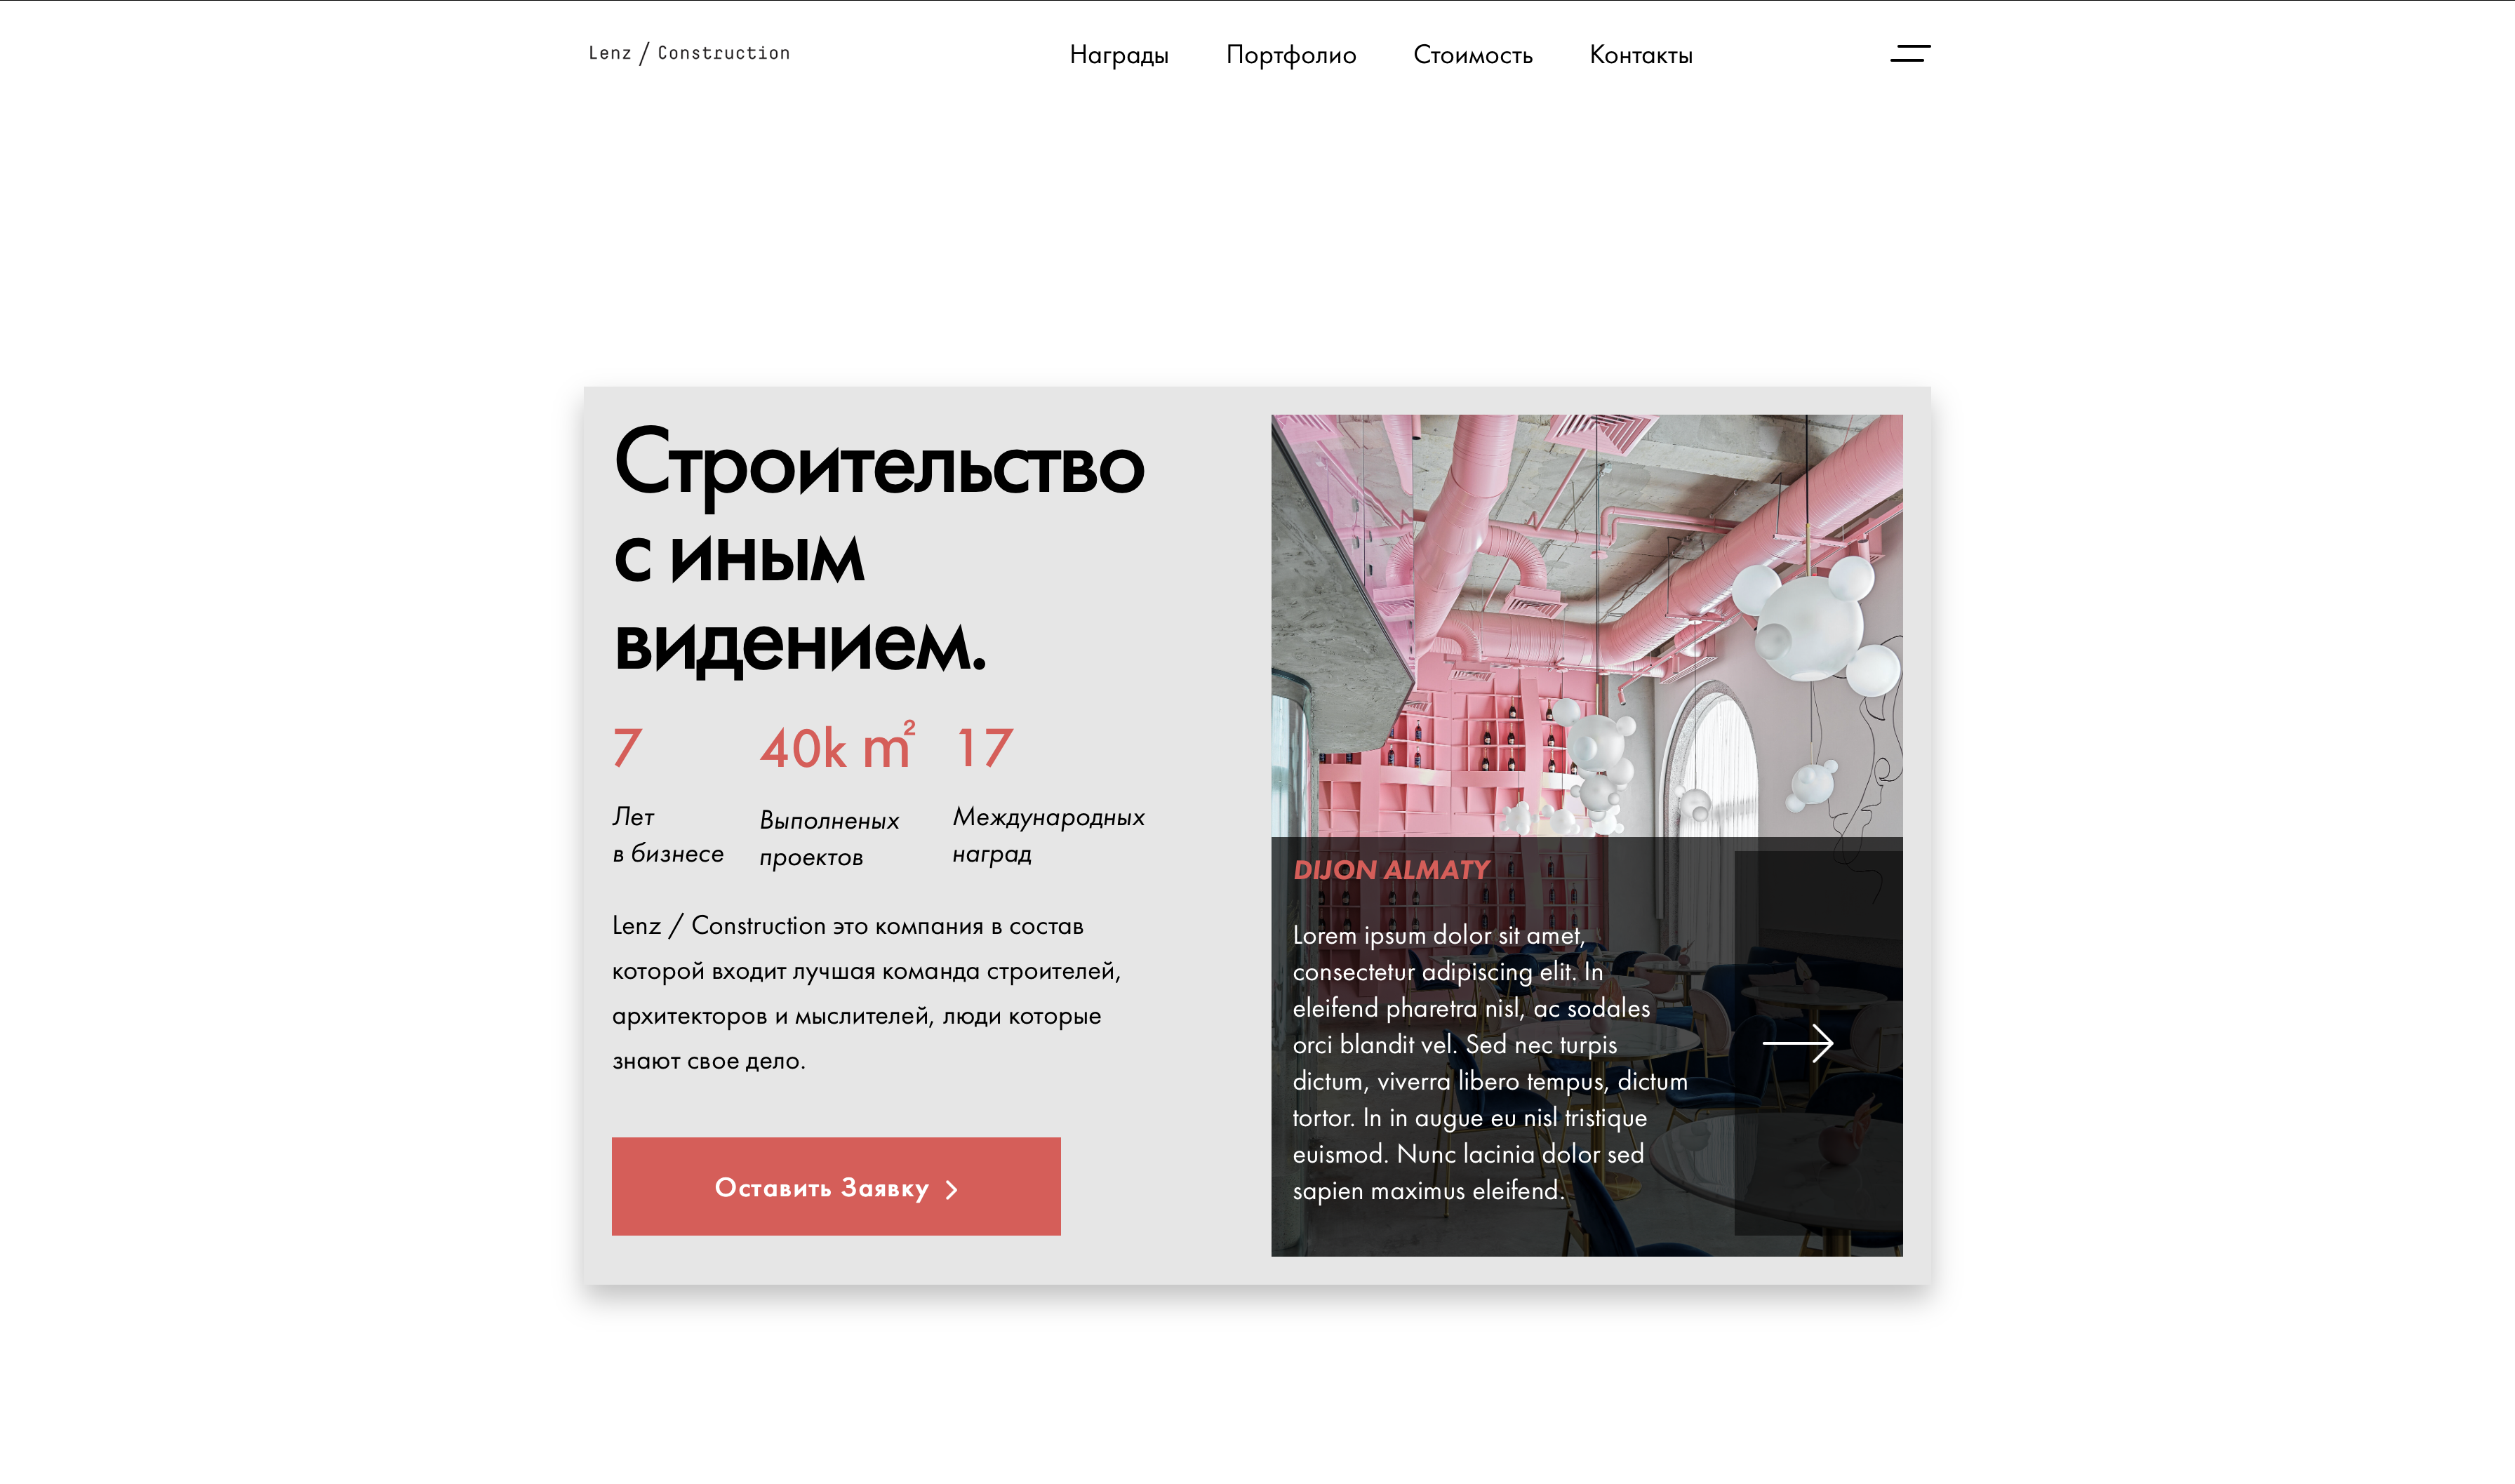 Lenz / Construction
Награды
Портфолио
Стоимость
Контакты
Строительство
с иным
видением.
7
Лет
в бизнесе
40k m²
Выполненых
проектов
17
Международных
наград
Lenz / Construction это компания в состав
которой входит лучшая команда строителей,
архитекторов и мыслителей, люди которые
знают свое дело.
Оставить Заявку
DIJON ALMATY
Lorem ipsum dolor sit amet,
consectetur adipiscing elit. In
eleifend pharetra nisl, ac sodales
orci blandit vel. Sed nec turpis
dictum, viverra libero tempus, dictum
tortor. In in augue eu nisl tristique
euismod. Nunc lacinia dolor sed
sapien maximus eleifend.